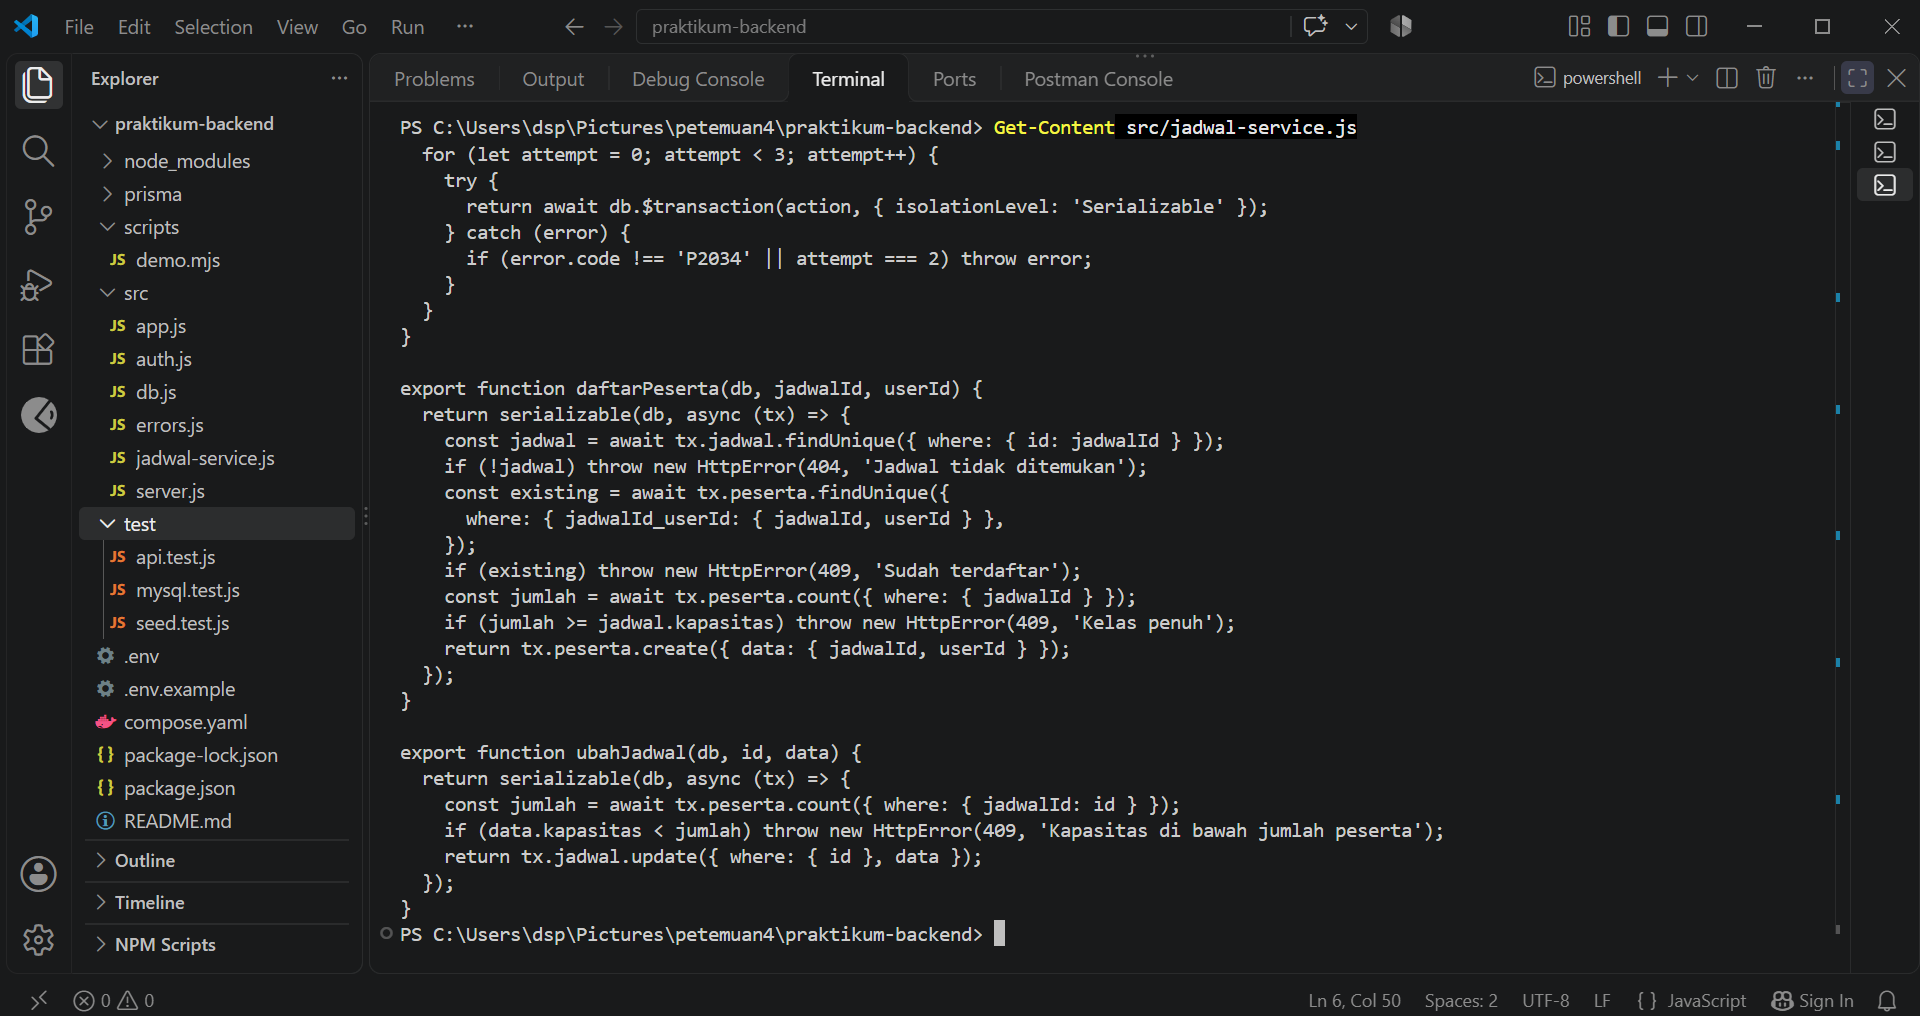 File Edit Selection View Go Run ···
praktikum-backend
Explorer ···
praktikum-backend
node_modules
prisma
scripts
JS demo.mjs
src
JS app.js
JS auth.js
JS db.js
JS errors.js
JS jadwal-service.js
JS server.js
test
JS api.test.js
JS mysql.test.js
JS seed.test.js
.env
.env.example
compose.yaml
{} package-lock.json
{} package.json
README.md
Outline
Timeline
NPM Scripts
Problems Output Debug Console Terminal Ports Postman Console
powershell
PS C:\Users\dsp\Pictures\petemuan4\praktikum-backend> Get-Content src/jadwal-service.js
  for (let attempt = 0; attempt < 3; attempt++) {
    try {
      return await db.$transaction(action, { isolationLevel: 'Serializable' });
    } catch (error) {
      if (error.code !== 'P2034' || attempt === 2) throw error;
    }
  }
}
export function daftarPeserta(db, jadwalId, userId) {
  return serializable(db, async (tx) => {
    const jadwal = await tx.jadwal.findUnique({ where: { id: jadwalId } });
    if (!jadwal) throw new HttpError(404, 'Jadwal tidak ditemukan');
    const existing = await tx.peserta.findUnique({
      where: { jadwalId_userId: { jadwalId, userId } },
    });
    if (existing) throw new HttpError(409, 'Sudah terdaftar');
    const jumlah = await tx.peserta.count({ where: { jadwalId } });
    if (jumlah >= jadwal.kapasitas) throw new HttpError(409, 'Kelas penuh');
    return tx.peserta.create({ data: { jadwalId, userId } });
  });
}
export function ubahJadwal(db, id, data) {
  return serializable(db, async (tx) => {
    const jumlah = await tx.peserta.count({ where: { jadwalId: id } });
    if (data.kapasitas < jumlah) throw new HttpError(409, 'Kapasitas di bawah jumlah peserta');
    return tx.jadwal.update({ where: { id }, data });
  });
}
PS C:\Users\dsp\Pictures\petemuan4\praktikum-backend>
0 0
Ln 6, Col 50 Spaces: 2 UTF-8 LF {} JavaScript Sign In